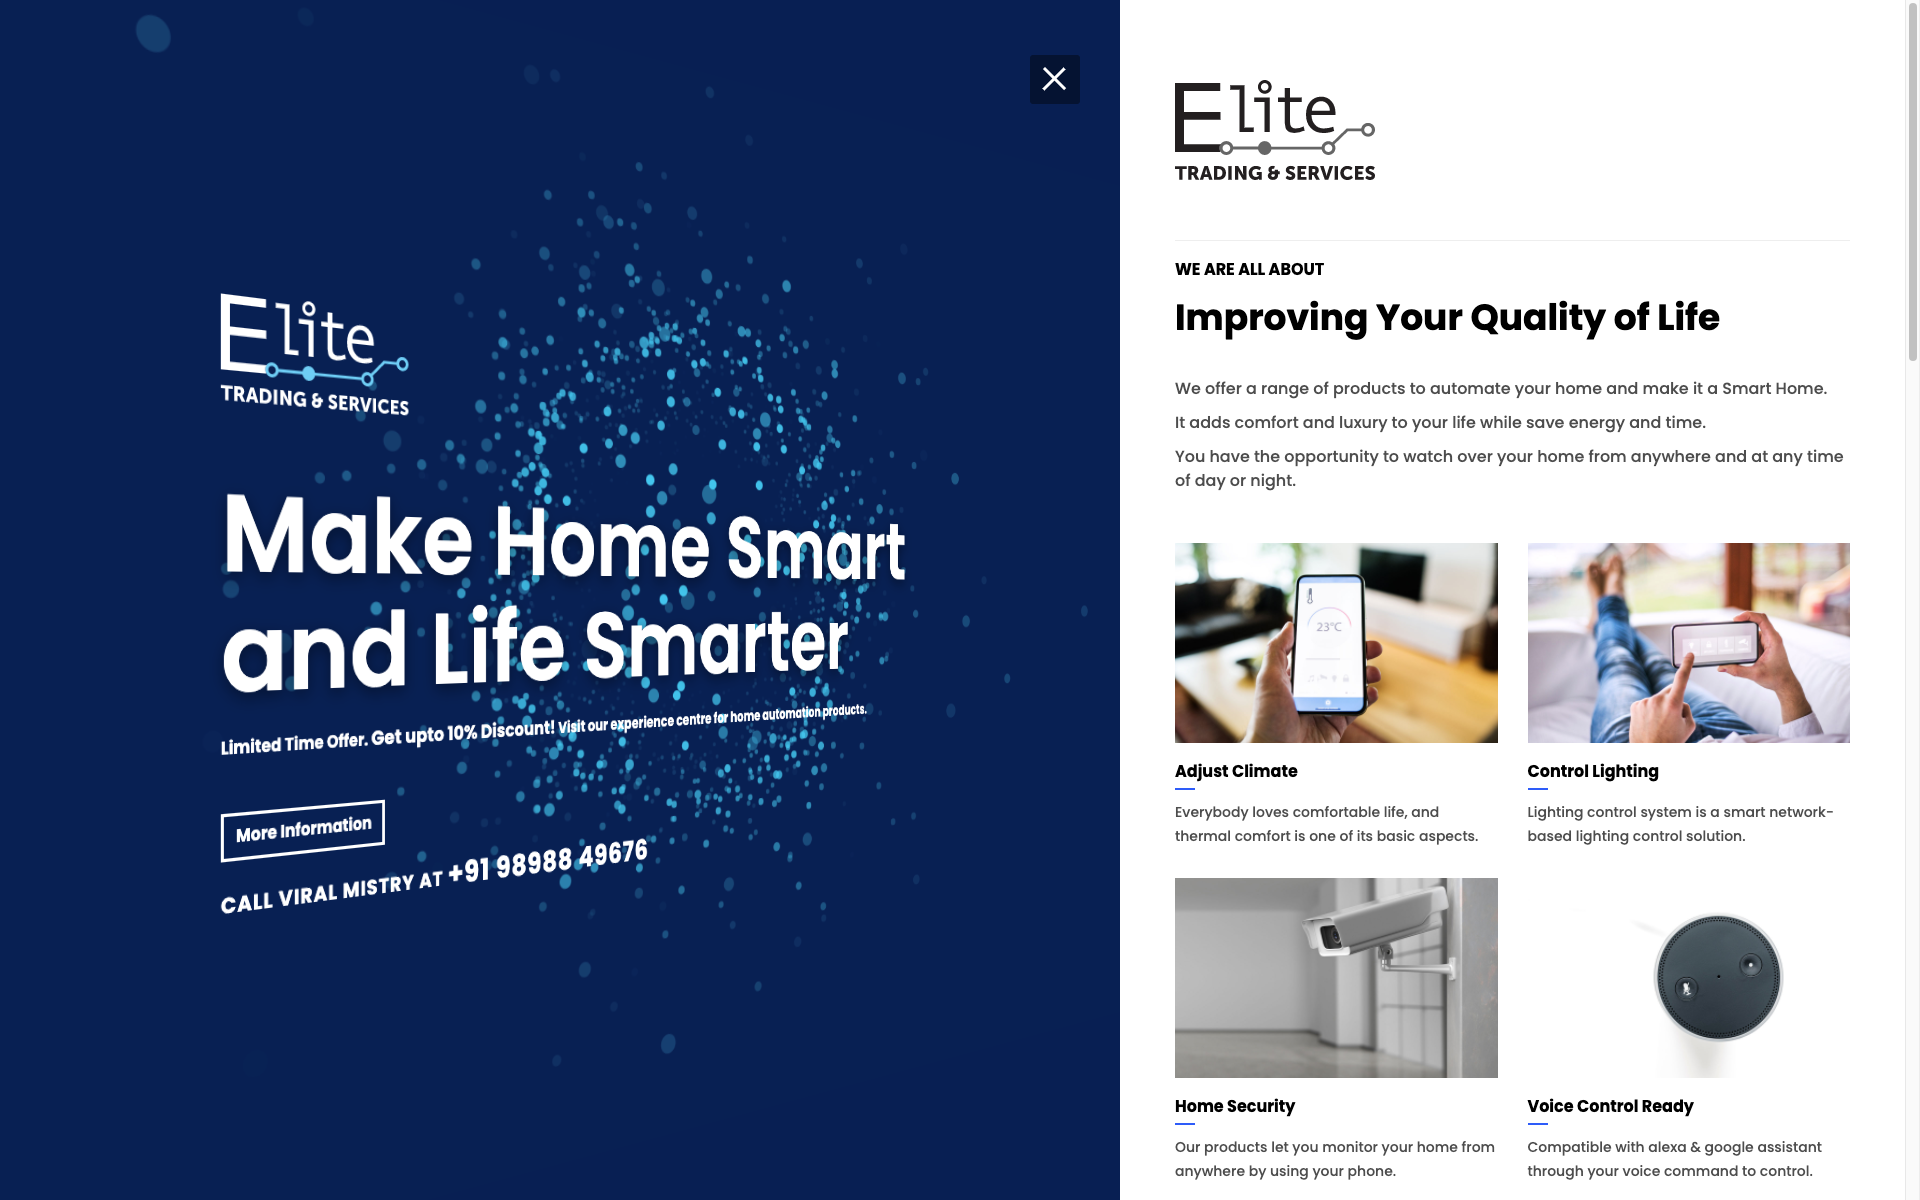 Elite
TRADING & SERVICES
Make Home Smart
and Life Smarter
Limited Time Offer. Get upto 10% Discount! Visit our experience centre for home automation products.
More Information
CALL VIRAL MISTRY AT +91 98988 49676
Elite
TRADING & SERVICES
WE ARE ALL ABOUT
Improving Your Quality of Life
We offer a range of products to automate your home and make it a Smart Home.
It adds comfort and luxury to your life while save energy and time.
You have the opportunity to watch over your home from anywhere and at any time
of day or night.
23°C
Adjust Climate
Everybody loves comfortable life, and
thermal comfort is one of its basic aspects.
Control Lighting
Lighting control system is a smart network-
based lighting control solution.
Home Security
Our products let you monitor your home from
anywhere by using your phone.
Voice Control Ready
Compatible with alexa & google assistant
through your voice command to control.